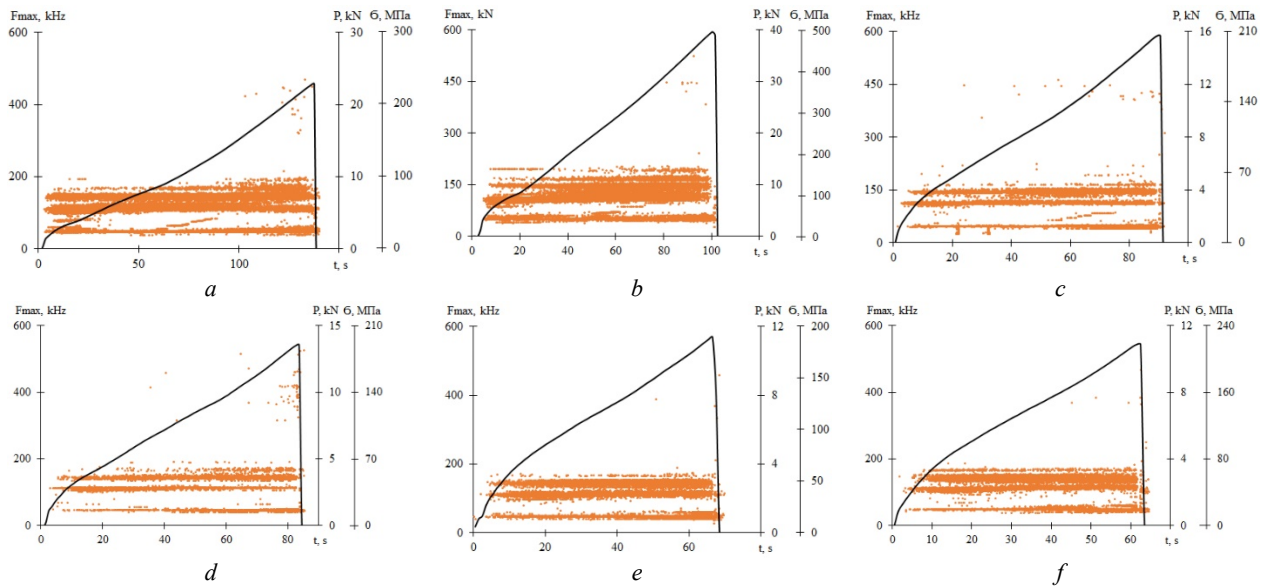 Fmax, kHz P, kN Ϭ, МПа
600 30 300
400 20 200
200 10 100
0 0 0
0 50 100
t, s
a
Fmax, kN P, kN Ϭ, МПа
600 40 500
400
450 30
300
300 20
200
150 10
100
0 0 0
0 20 40 60 80 100
t, s
b
Fmax, kHz P, kN Ϭ, МПа
600 16 210
450 12
140
300 8
70
150 4
0 0 0
0 20 40 60 80
t, s
c
Fmax, kHz P, kN Ϭ, МПа
600 15 210
400 10 140
200 5 70
0 0 0
0 20 40 60 80
t, s
d
Fmax, kHz P, kN Ϭ, МПа
600 12 200
150
400 8
100
200 4
50
0 0 0
0 20 40 60
t, s
e
Fmax, kHz P, kN Ϭ, МПа
600 12 240
400 8 160
200 4 80
0 0 0
0 10 20 30 40 50 60
t, s
f